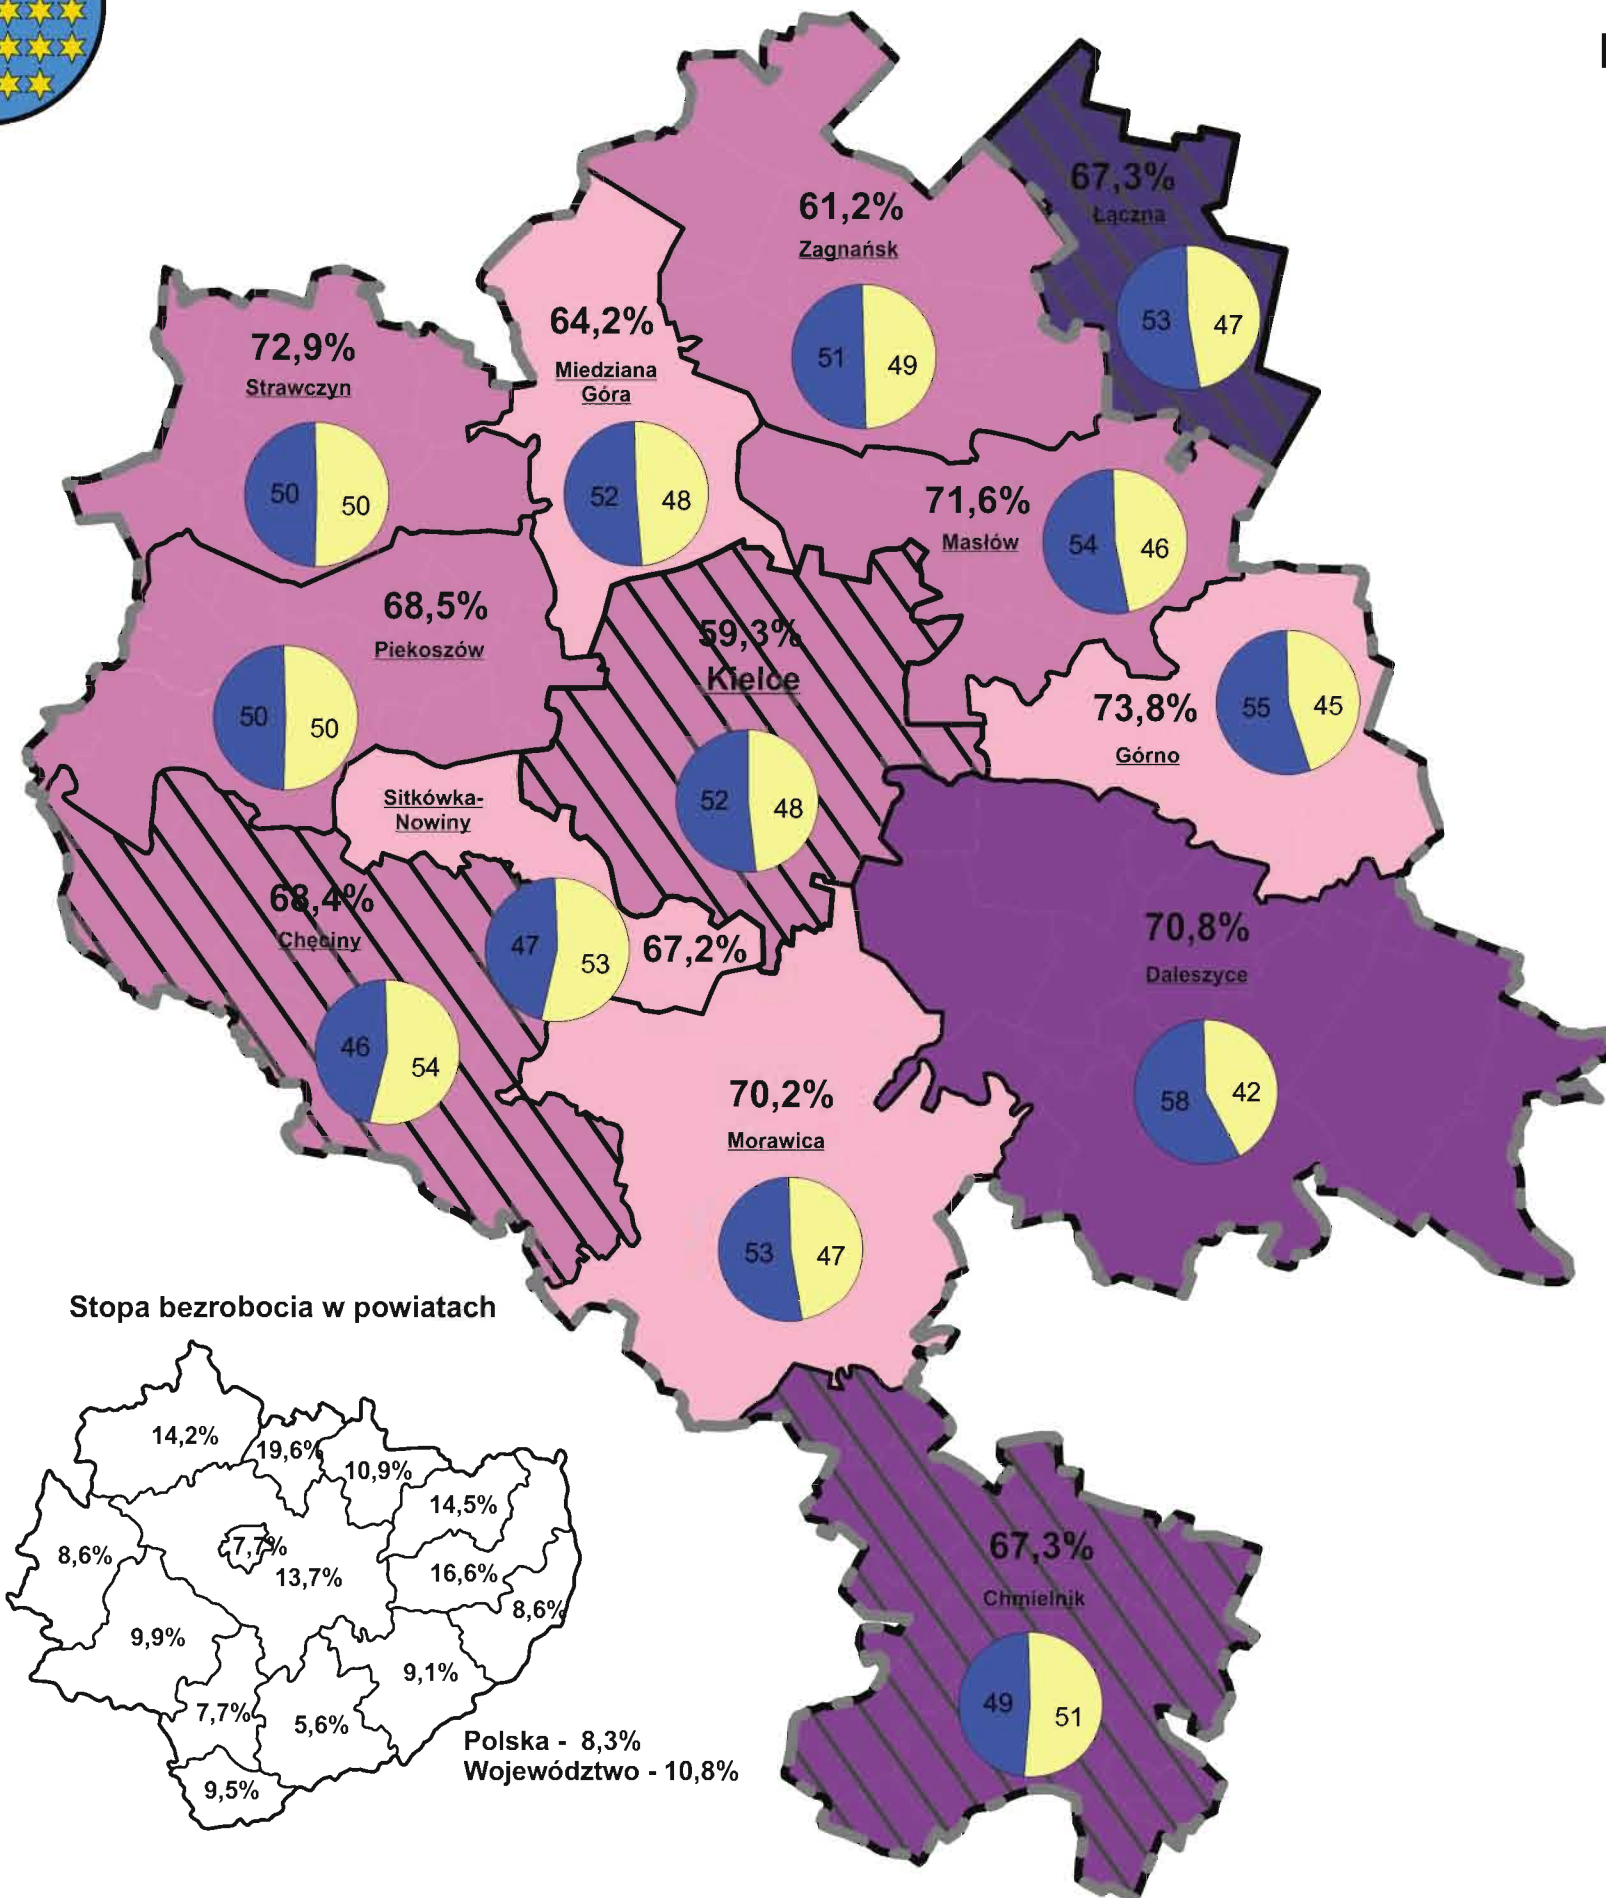 67,3%
Łączna
53
47
61,2%
Zagnańsk
51
49
64,2%
Miedziana
Góra
52
48
72,9%
Strawczyn
50
50
71,6%
Masłów
54
46
68,5%
Piekoszów
50
50
59,3%
Kielce
52
48
73,8%
Górno
55
45
Sitkówka-
Nowiny
67,2%
47
53
68,4%
Chęciny
46
54
70,8%
Daleszyce
58
42
70,2%
Morawica
53
47
67,3%
Chmielnik
49
51
Stopa bezrobocia w powiatach
14,2%
19,6%
10,9%
14,5%
8,6%
7,7%
13,7%
16,6%
8,6%
9,9%
9,1%
7,7%
5,6%
9,5%
Polska - 8,3%
Województwo - 10,8%